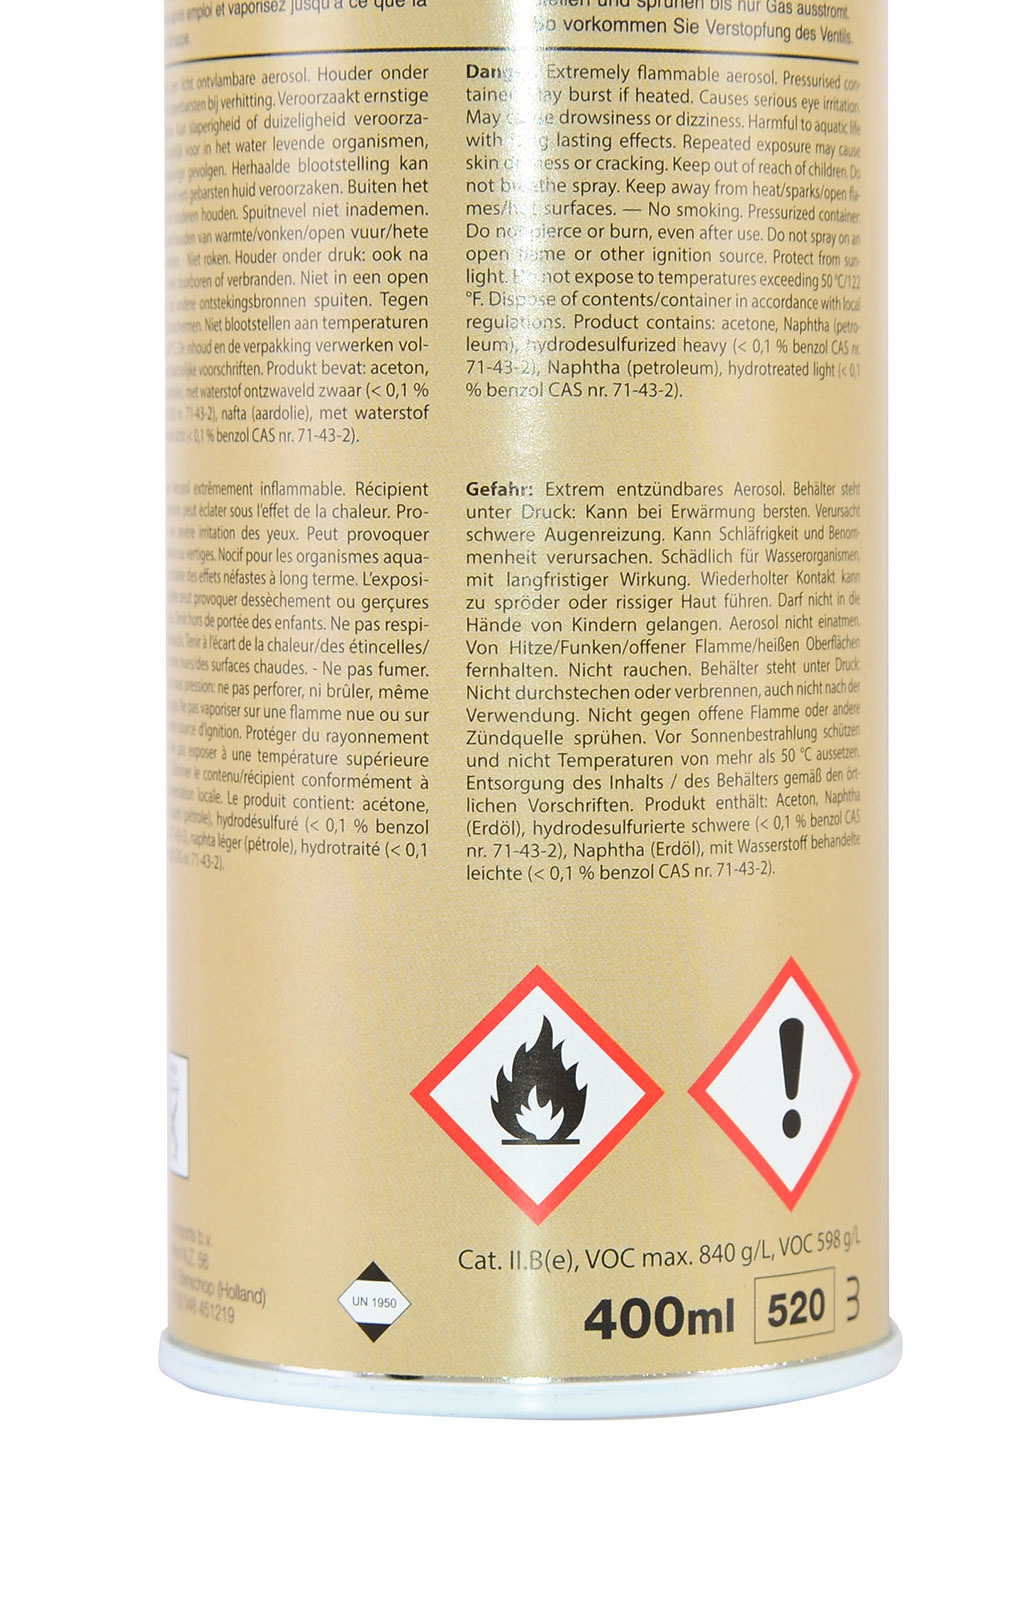 emploi et vaporisez jusqu'à ce que la
und sprühen bis nur Gas ausstromt.
vorkommen Sie Verstopfung des Ventils.
licht ontvlambare aerosol. Houder onder
bij verhitting. Veroorzaakt ernstige
slaperigheid of duizeligheid veroorza-
voor in het water levende organismen,
gevolgen. Herhaalde blootstelling kan
gebarsten huid veroorzaken. Buiten het
houden. Spuitnevel niet inademen.
van warmte/vonken/open vuur/hete
Niet roken. Houder onder druk: ook na
of verbranden. Niet in een open
andere ontstekingsbronnen spuiten. Tegen
Niet blootstellen aan temperaturen
De inhoud en de verpakking verwerken vol-
voorschriften. Produkt bevat: aceton,
met waterstof ontzwaveld zwaar (< 0,1 %
nr. 71-43-2), nafta (aardolie), met waterstof
(< 0,1 % benzol CAS nr. 71-43-2).
Extremely flammable aerosol. Pressurised con-
may burst if heated. Causes serious eye irritation.
May cause drowsiness or dizziness. Harmful to aquatic life
with long lasting effects. Repeated exposure may cause
skin dryness or cracking. Keep out of reach of children. Do
not breathe spray. Keep away from heat/sparks/open fla-
mes/hot surfaces. — No smoking. Pressurized container:
Do not pierce or burn, even after use. Do not spray on an
open flame or other ignition source. Protect from sun-
light. Do not expose to temperatures exceeding 50 °C/122
°F. Dispose of contents/container in accordance with local
regulations. Product contains: acetone, Naphtha (petro-
leum), hydrodesulfurized heavy (< 0,1 % benzol CAS nr.
71-43-2), Naphtha (petroleum), hydrotreated light (< 0,1
% benzol CAS nr. 71-43-2).
extrêmement inflammable. Récipient
peut éclater sous l'effet de la chaleur. Pro-
irritation des yeux. Peut provoquer
vertiges. Nocif pour les organismes aqua-
des effets néfastes à long terme. L'exposi-
peut provoquer dessèchement ou gerçures
hors de portée des enfants. Ne pas respi-
Tenir à l'écart de la chaleur/des étincelles/
des surfaces chaudes. - Ne pas fumer.
pression: ne pas perforer, ni brûler, même
Ne pas vaporiser sur une flamme nue ou sur
source d'ignition. Protéger du rayonnement
pas exposer à une température supérieure
le contenu/récipient conformément à
locale. Le produit contient: acétone,
(pétrole), hydrodésulfuré (< 0,1 % benzol
naphta léger (pétrole), hydrotraité (< 0,1
71-43-2).
Gefahr: Extrem entzündbares Aerosol. Behälter steht
unter Druck: Kann bei Erwärmung bersten. Verursacht
schwere Augenreizung. Kann Schläfrigkeit und Benom-
menheit verursachen. Schädlich für Wasserorganismen,
mit langfristiger Wirkung. Wiederholter Kontakt kann
zu spröder oder rissiger Haut führen. Darf nicht in die
Hände von Kindern gelangen. Aerosol nicht einatmen.
Von Hitze/Funken/offener Flamme/heißen Oberflächen
fernhalten. Nicht rauchen. Behälter steht unter Druck:
Nicht durchstechen oder verbrennen, auch nicht nach der
Verwendung. Nicht gegen offene Flamme oder andere
Zündquelle sprühen. Vor Sonnenbestrahlung schützen
und nicht Temperaturen von mehr als 50 °C aussetzen.
Entsorgung des Inhalts / des Behälters gemäß den ört-
lichen Vorschriften. Produkt enthält: Aceton, Naphtha
(Erdöl), hydrodesulfurierte schwere (< 0,1 % benzol CAS
nr. 71-43-2), Naphtha (Erdöl), mit Wasserstoff behandelte
leichte (< 0,1 % benzol CAS nr. 71-43-2).
b.v.
56
(Holland)
451219
UN 1950
Cat. II.B(e), VOC max. 840 g/L, VOC 598 g/L
400ml 520 3